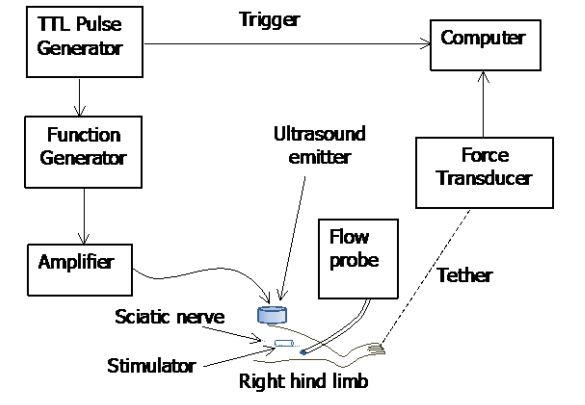 TTL Pulse
Generator
Trigger
Computer
Function
Generator
Ultrasound
emitter
Force
Transducer
Amplifier
Flow
probe
Tether
Sciatic nerve
Stimulator
Right hind limb